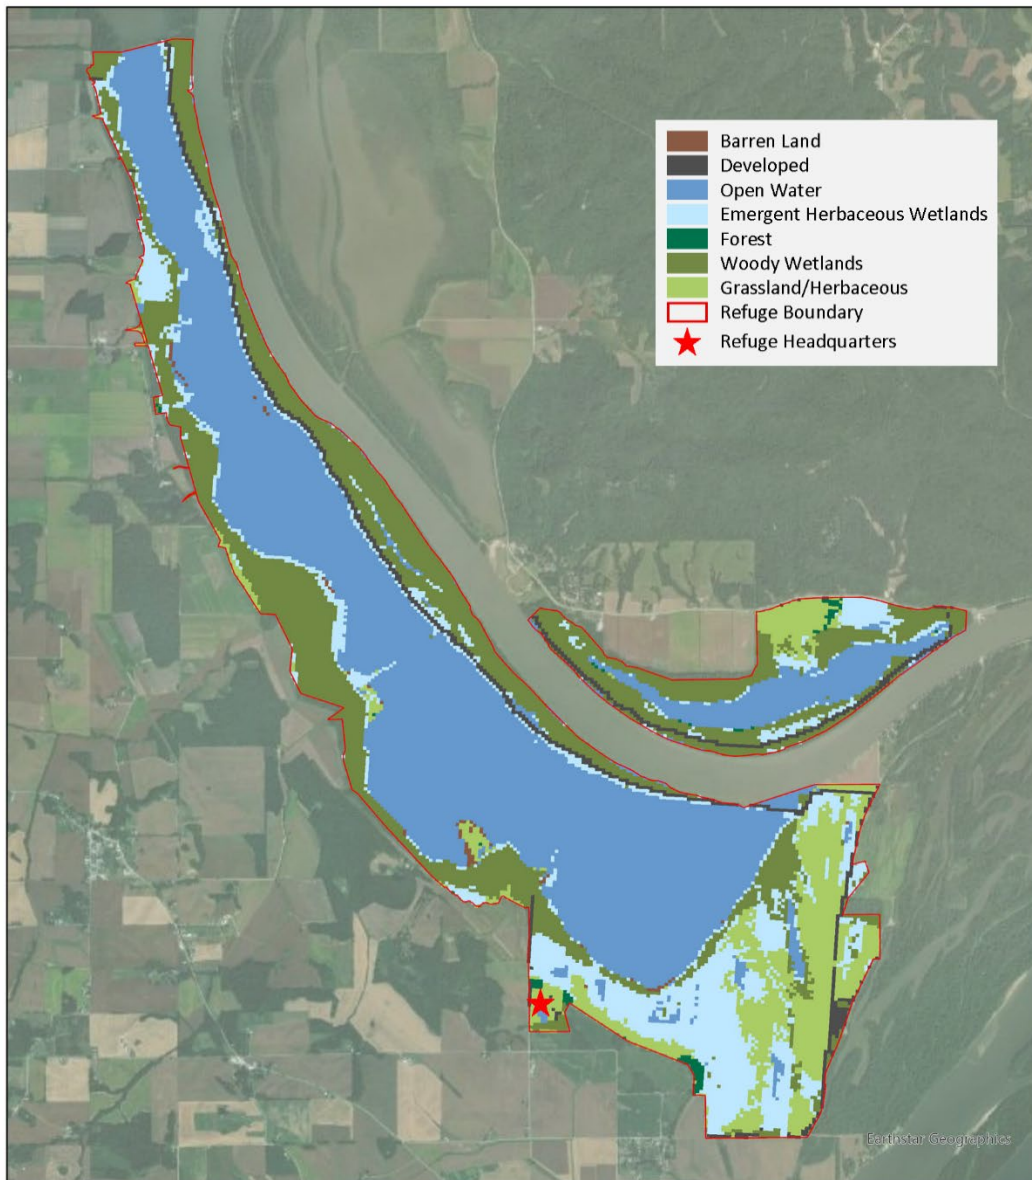 Barren Land
Developed
Open Water
Emergent Herbaceous Wetlands
Forest
Woody Wetlands
Grassland/Herbaceous
Refuge Boundary
Refuge Headquarters
Earthstar Geographics